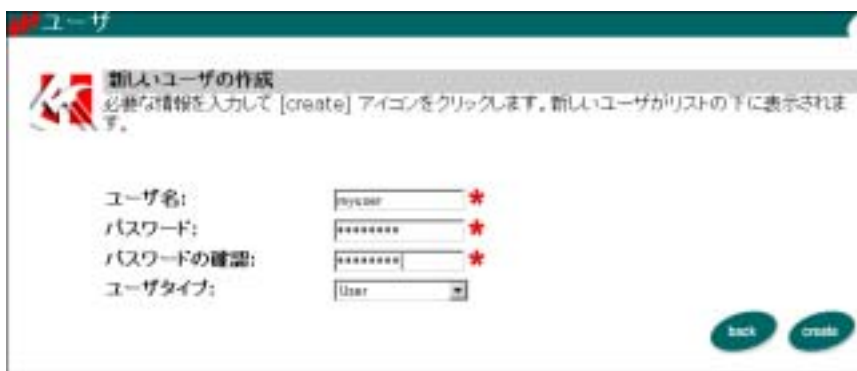 ユーザ
新しいユーザの作成
必要な情報を入力して [create] アイコンをクリックします。新しいユーザがリストの下に表示されま
す。
ユーザ名: myuser *
パスワード: ******** *
パスワードの確認: ******** *
ユーザタイプ: User
back create